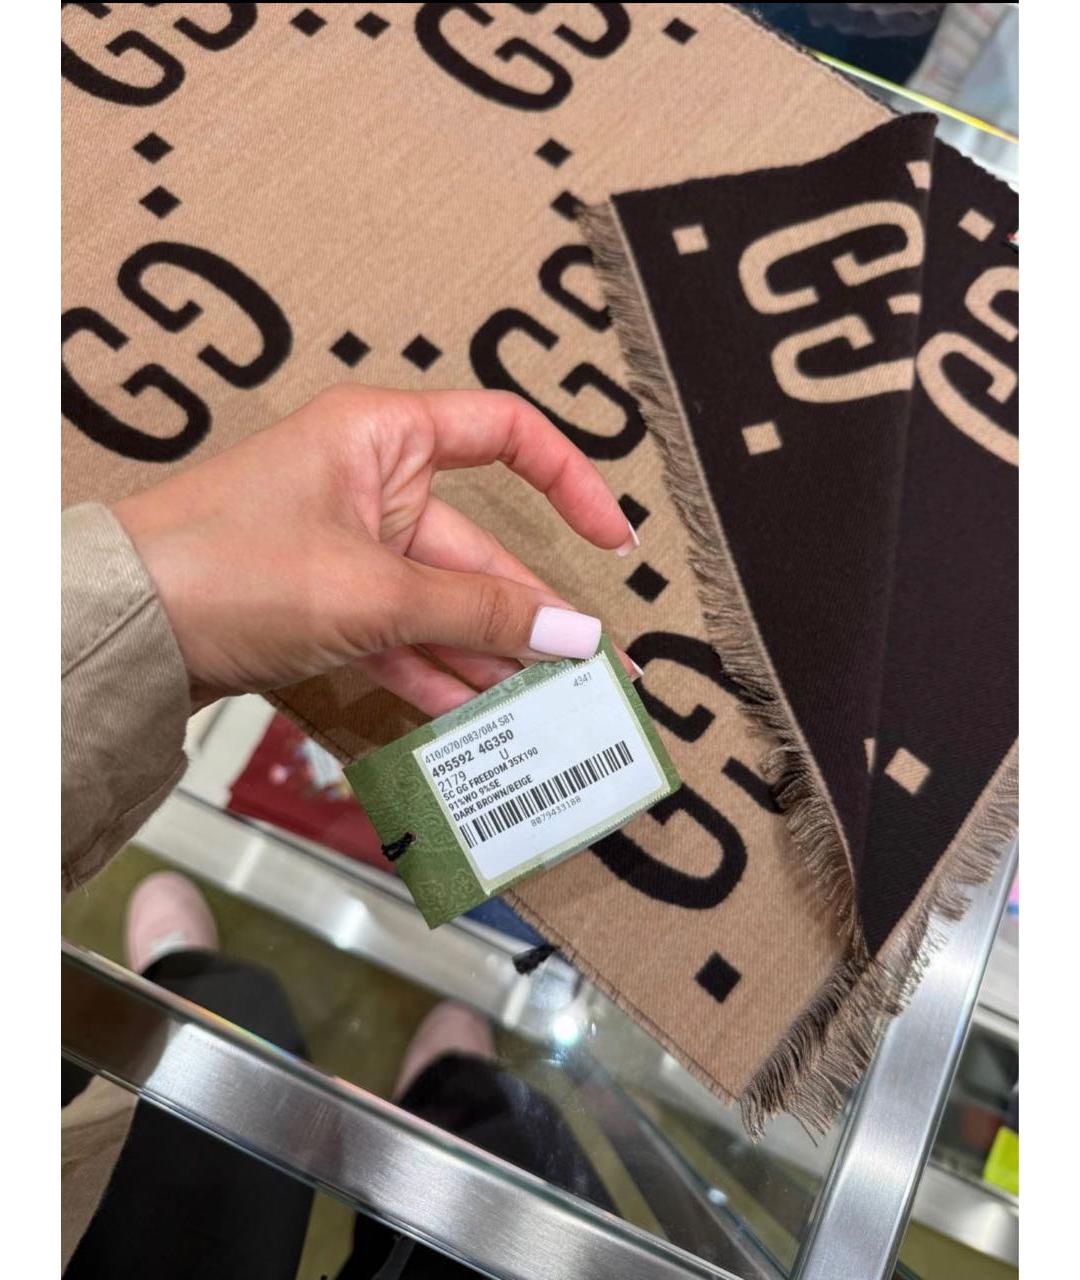 4341
410/070/083/084 S81
495592 4G350
2179 U
SC GG FREEDOM 35X190
91%WO 9%SE
DARK BROWN/BEIGE
8079433188